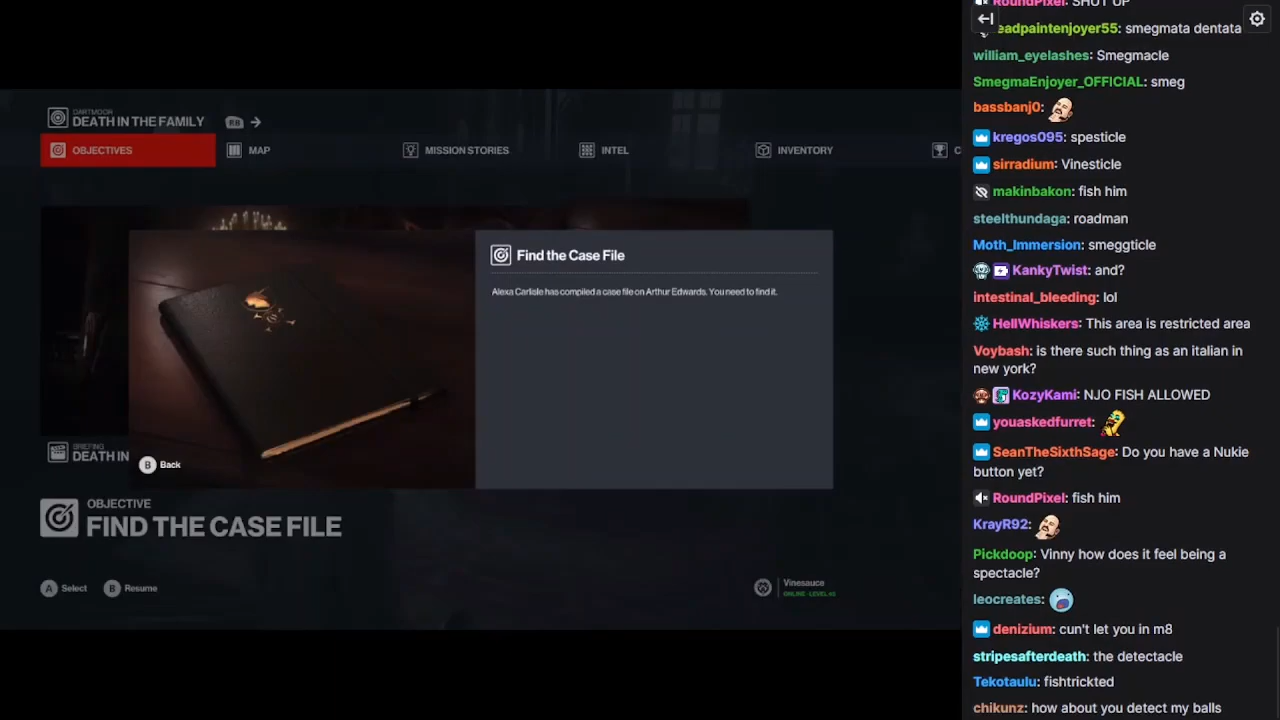 DARTMOOR
DEATH IN THE FAMILY
RB
OBJECTIVES
MAP
MISSION STORIES
INTEL
INVENTORY
C
Find the Case File
Alexa Carlisle has compiled a case file on Arthur Edwards. You need to find it.
B Back
BRIEFING
DEATH IN
OBJECTIVE
FIND THE CASE FILE
A Select
B Resume
Vinesauce
RoundPixel: SHUT UP
eadpaintenjoyer55: smegmata dentata
william_eyelashes: Smegmacle
SmegmaEnjoyer_OFFICIAL: smeg
bassbanj0:
kregos095: spesticle
sirradium: Vinesticle
makinbakon: fish him
steelthundaga: roadman
Moth_Immersion: smeggticle
KankyTwist: and?
intestinal_bleeding: lol
HellWhiskers: This area is restricted area
Voybash: is there such thing as an italian in
new york?
KozyKami: NJO FISH ALLOWED
youaskedfurret:
SeanTheSixthSage: Do you have a Nukie
button yet?
RoundPixel: fish him
KrayR92:
Pickdoop: Vinny how does it feel being a
spectacle?
leocreates:
denizium: cun't let you in m8
stripesafterdeath: the detectacle
Tekotaulu: fishtrickted
chikunz: how about you detect my balls